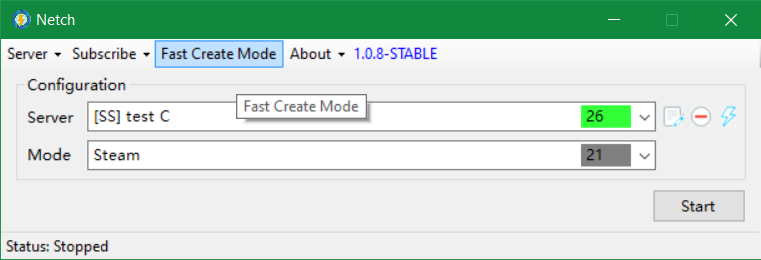 Netch
Server Subscribe Fast Create Mode About 1.0.8-STABLE
Configuration
Fast Create Mode
Server [SS] test C 26
Mode Steam 21
Start
Status: Stopped